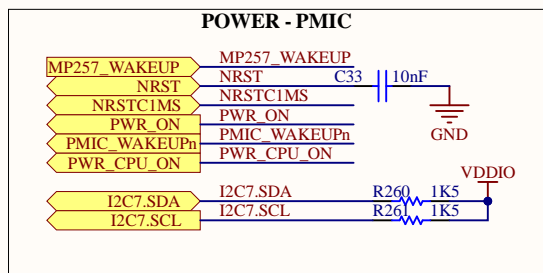 POWER - PMIC
MP257_WAKEUP MP257_WAKEUP
NRST NRST C33 10nF
NRSTC1MS NRSTC1MS
PWR_ON PWR_ON
GND
PMIC_WAKEUPn PMIC_WAKEUPn
PWR_CPU_ON PWR_CPU_ON
VDDIO
I2C7.SDA I2C7.SDA R260 1K5
I2C7.SCL I2C7.SCL R261 1K5